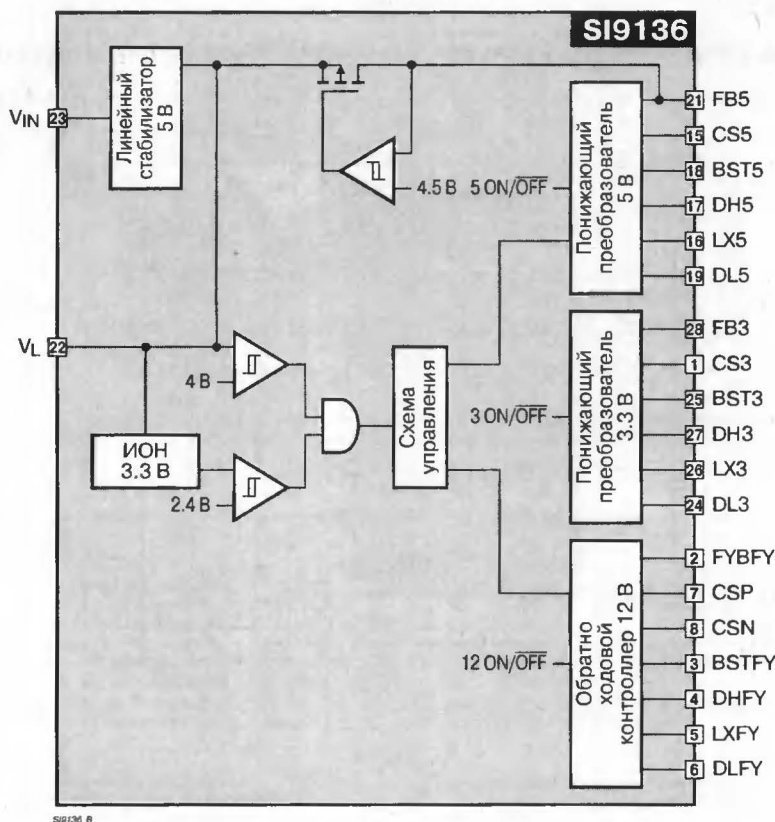 SI9136
Линейный
стабилизатор
5 В
VIN 23
4.5 В
5 ON/OFF
Понижающий
преобразователь
5 В
21 FB5
15 CS5
18 BST5
17 DH5
16 LX5
19 DL5
VL 22
4 В
ИОН
3.3 В
2.4 В
Схема
управления
3 ON/OFF
Понижающий
преобразователь
3.3 В
28 FB3
1 CS3
25 BST3
27 DH3
26 LX3
24 DL3
12 ON/OFF
Обратно
ходовой
контроллер 12 В
2 FYBFY
7 CSP
8 CSN
3 BSTFY
4 DHFY
5 LXFY
6 DLFY
SI9136_B